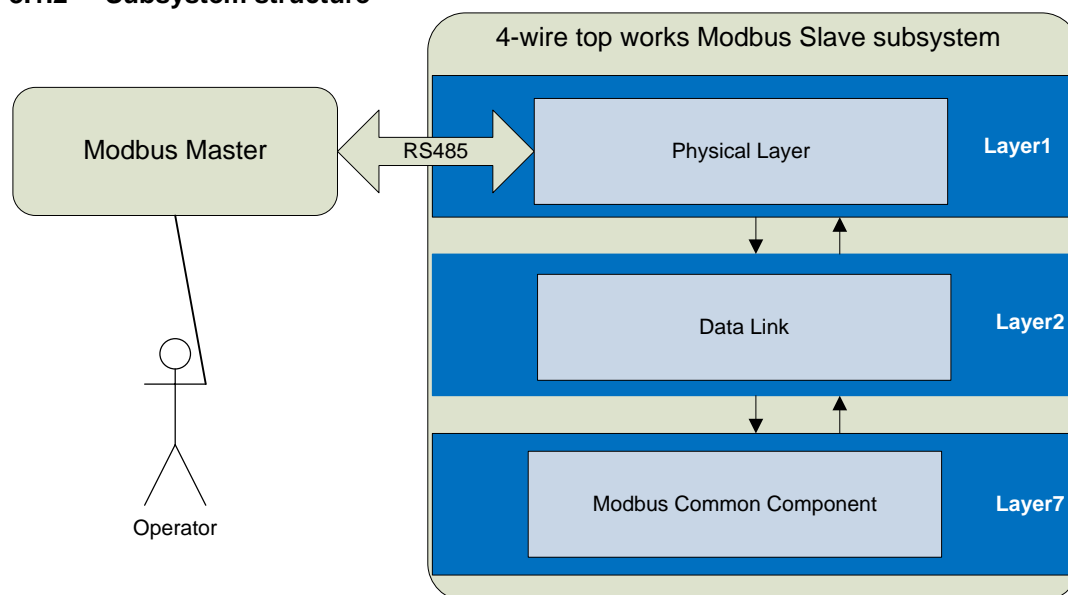 Subsystem structure
4-wire top works Modbus Slave subsystem
Modbus Master
RS485
Physical Layer
Layer1
Data Link
Layer2
Modbus Common Component
Layer7
Operator